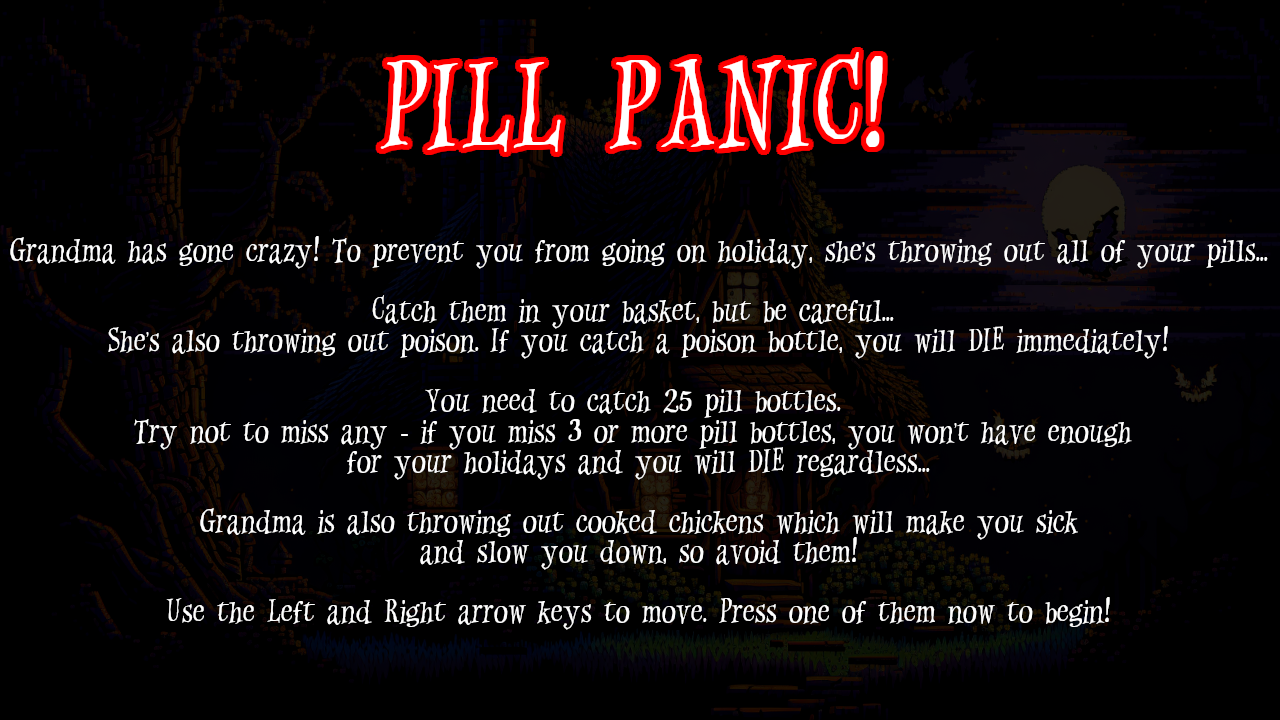 PILL PANIC!
Grandma has gone crazy! To prevent you from going on holiday, she's throwing out all of your pills...
Catch them in your basket, but be careful...
She's also throwing out poison. If you catch a poison bottle, you will DIE immediately!
You need to catch 25 pill bottles.
Try not to miss any - if you miss 3 or more pill bottles, you won't have enough
for your holidays and you will DIE regardless...
Grandma is also throwing out cooked chickens which will make you sick
and slow you down, so avoid them!
Use the Left and Right arrow keys to move. Press one of them now to begin!